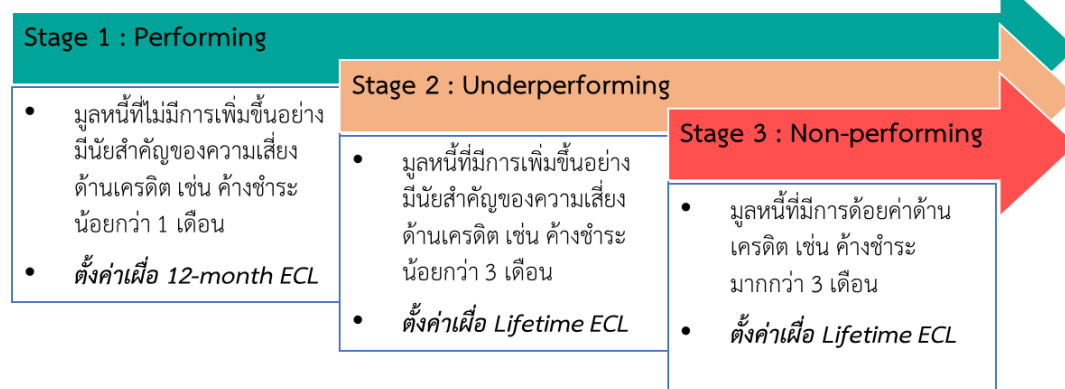 Stage 1 : Performing
• มูลหนี้ที่ไม่มีการเพิ่มขึ้นอย่าง
มีนัยสำคัญของความเสี่ยง
ด้านเครดิต เช่น ค้างชำระ
น้อยกว่า 1 เดือน
• ตั้งค่าเผื่อ 12-month ECL
Stage 2 : Underperforming
• มูลหนี้ที่มีการเพิ่มขึ้นอย่าง
มีนัยสำคัญของความเสี่ยง
ด้านเครดิต เช่น ค้างชำระ
น้อยกว่า 3 เดือน
• ตั้งค่าเผื่อ Lifetime ECL
Stage 3 : Non-performing
• มูลหนี้ที่มีการด้อยค่าด้าน
เครดิต เช่น ค้างชำระ
มากกว่า 3 เดือน
• ตั้งค่าเผื่อ Lifetime ECL